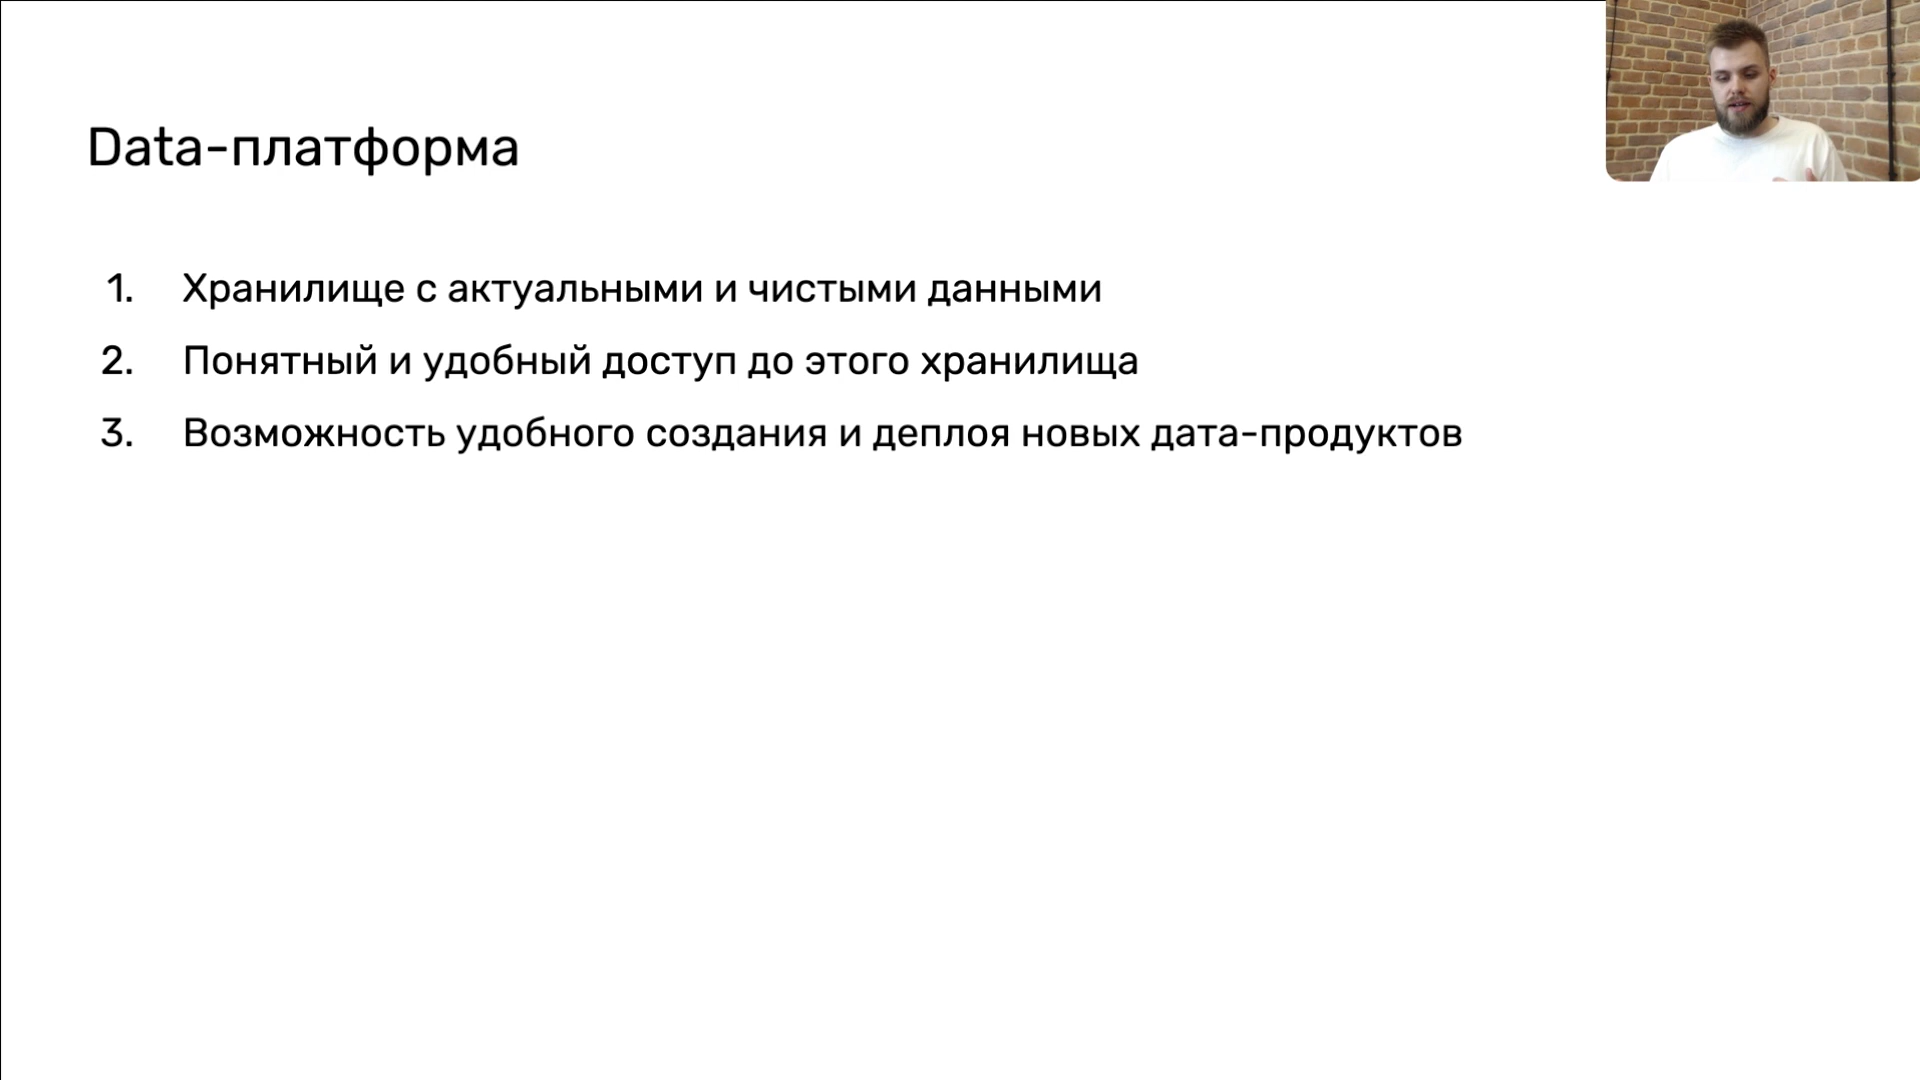 Data-платформа
1. Хранилище с актуальными и чистыми данными
2. Понятный и удобный доступ до этого хранилища
3. Возможность удобного создания и деплоя новых дата-продуктов